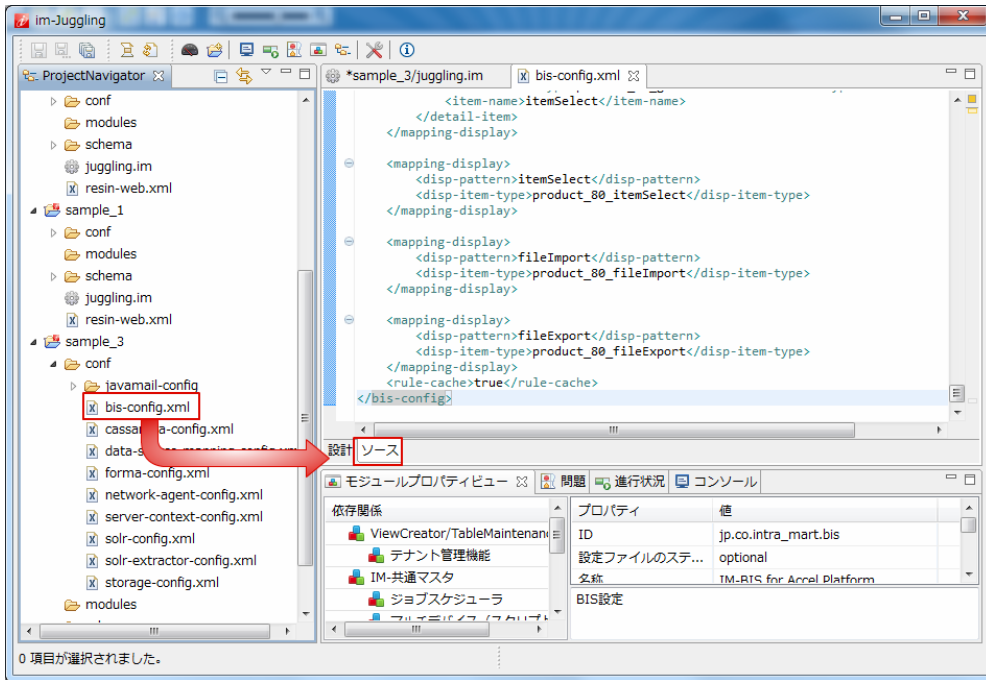 im-Juggling
ProjectNavigator
conf
modules
schema
juggling.im
resin-web.xml
sample_1
conf
modules
schema
juggling.im
resin-web.xml
sample_3
conf
javamail-config
bis-config.xml
forma-config.xml
network-agent-config.xml
server-context-config.xml
solr-config.xml
solr-extractor-config.xml
storage-config.xml
modules
0 項目が選択されました。
*sample_3/juggling.im
bis-config.xml
<item-name>itemSelect</item-name>
</detail-item>
</mapping-display>
<mapping-display>
<disp-pattern>itemSelect</disp-pattern>
<disp-item-type>product_80_itemSelect</disp-item-type>
</mapping-display>
<mapping-display>
<disp-pattern>fileImport</disp-pattern>
<disp-item-type>product_80_fileImport</disp-item-type>
</mapping-display>
<mapping-display>
<disp-pattern>fileExport</disp-pattern>
<disp-item-type>product_80_fileExport</disp-item-type>
</mapping-display>
<rule-cache>true</rule-cache>
</bis-config>
設計 ソース
モジュールプロパティビュー 問題 進行状況 コンソール
依存関係
ViewCreator/TableMaintenan
テナント管理機能
IM-共通マスタ
ジョブスケジューラ
プロパティ 値
ID jp.co.intra_mart.bis
設定ファイルのステ... optional
名称 IM-BIS for Accel Platform
BIS設定